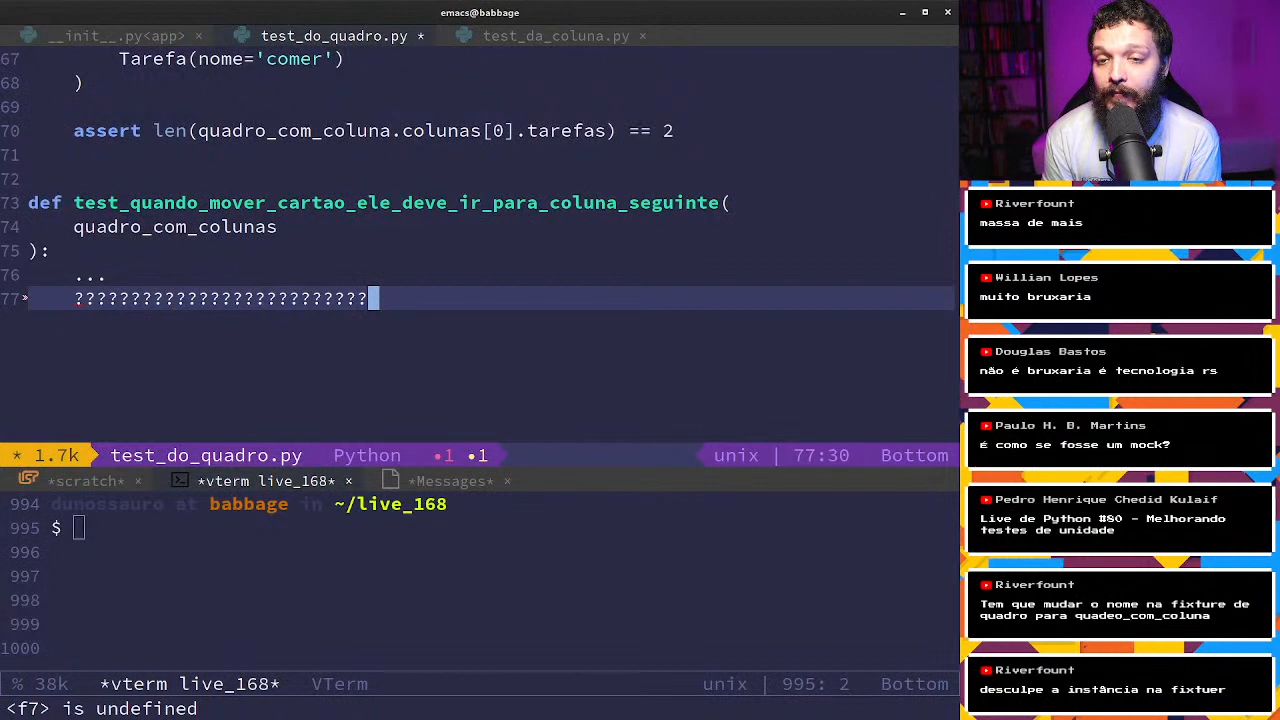 emacs@babbage
__init__.py<app> ×
test_do_quadro.py *
test_da_coluna.py ×
67 Tarefa(nome='comer')
68 )
69
70 assert len(quadro_com_coluna.colunas[0].tarefas) == 2
71
72
73 def test_quando_mover_cartao_ele_deve_ir_para_coluna_seguinte(
74 quadro_com_colunas
75 ):
76 ...
77 » ??????????????????????????
* 1.7k test_do_quadro.py Python •1 •1 unix | 77:30 Bottom
*scratch* × *vterm live_168* × *Messages* ×
994 dunossauro at babbage in ~/live_168
995 $
996
997
998
999
1000
% 38k *vterm live_168* VTerm unix | 995: 2 Bottom
<f7> is undefined
Riverfount
massa de mais
Willian Lopes
muito bruxaria
Douglas Bastos
não é bruxaria é tecnologia rs
Paulo H. B. Martins
É como se fosse um mock?
Pedro Henrique Chedid Kulaif
Live de Python #80 - Melhorando
testes de unidade
Riverfount
Tem que mudar o nome na fixture de
quadro para quadeo_com_coluna
Riverfount
desculpe a instância na fixtuer